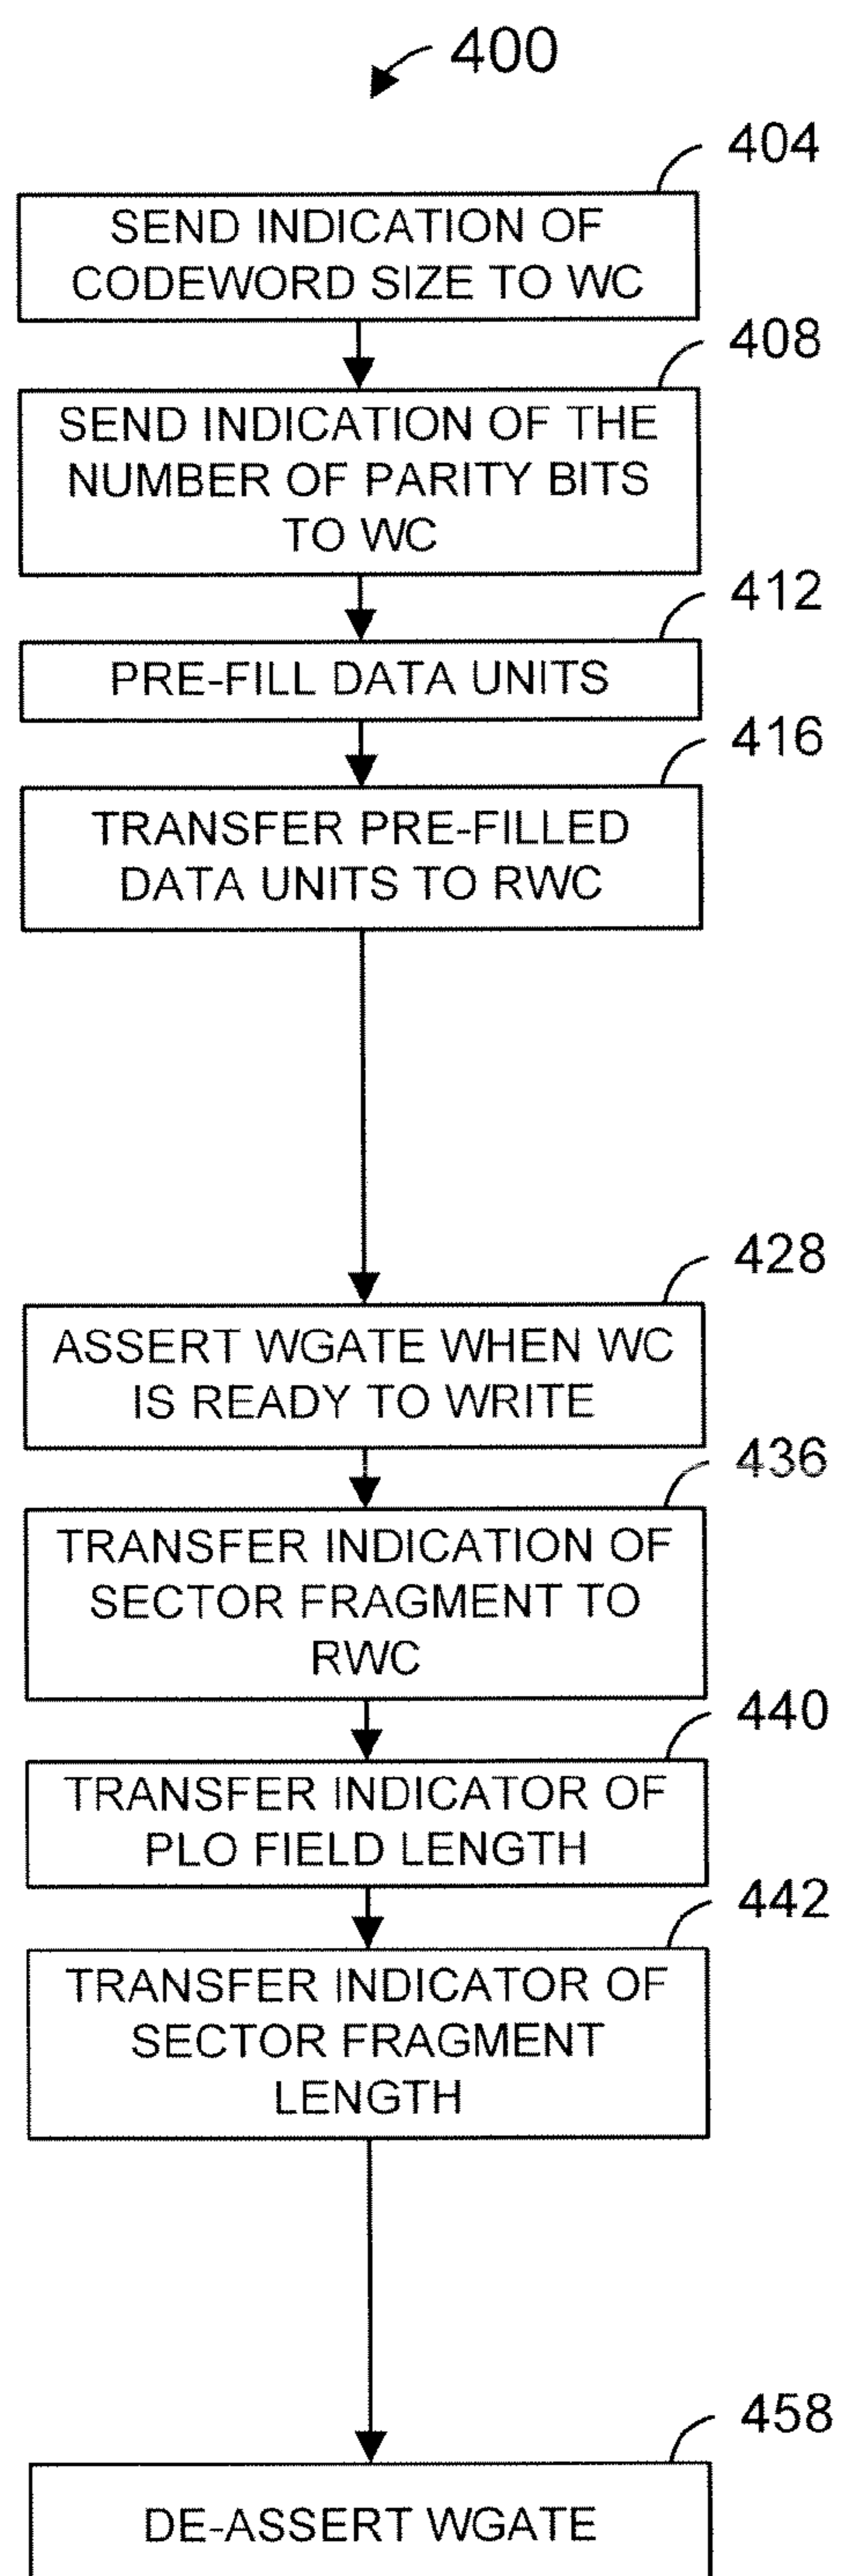 400
404
SEND INDICATION OF
CODEWORD SIZE TO WC
408
SEND INDICATION OF THE
NUMBER OF PARITY BITS
TO WC
412
PRE-FILL DATA UNITS
416
TRANSFER PRE-FILLED
DATA UNITS TO RWC
428
ASSERT WGATE WHEN WC
IS READY TO WRITE
436
TRANSFER INDICATION OF
SECTOR FRAGMENT TO
RWC
440
TRANSFER INDICATOR OF
PLO FIELD LENGTH
442
TRANSFER INDICATOR OF
SECTOR FRAGMENT
LENGTH
458
DE-ASSERT WGATE